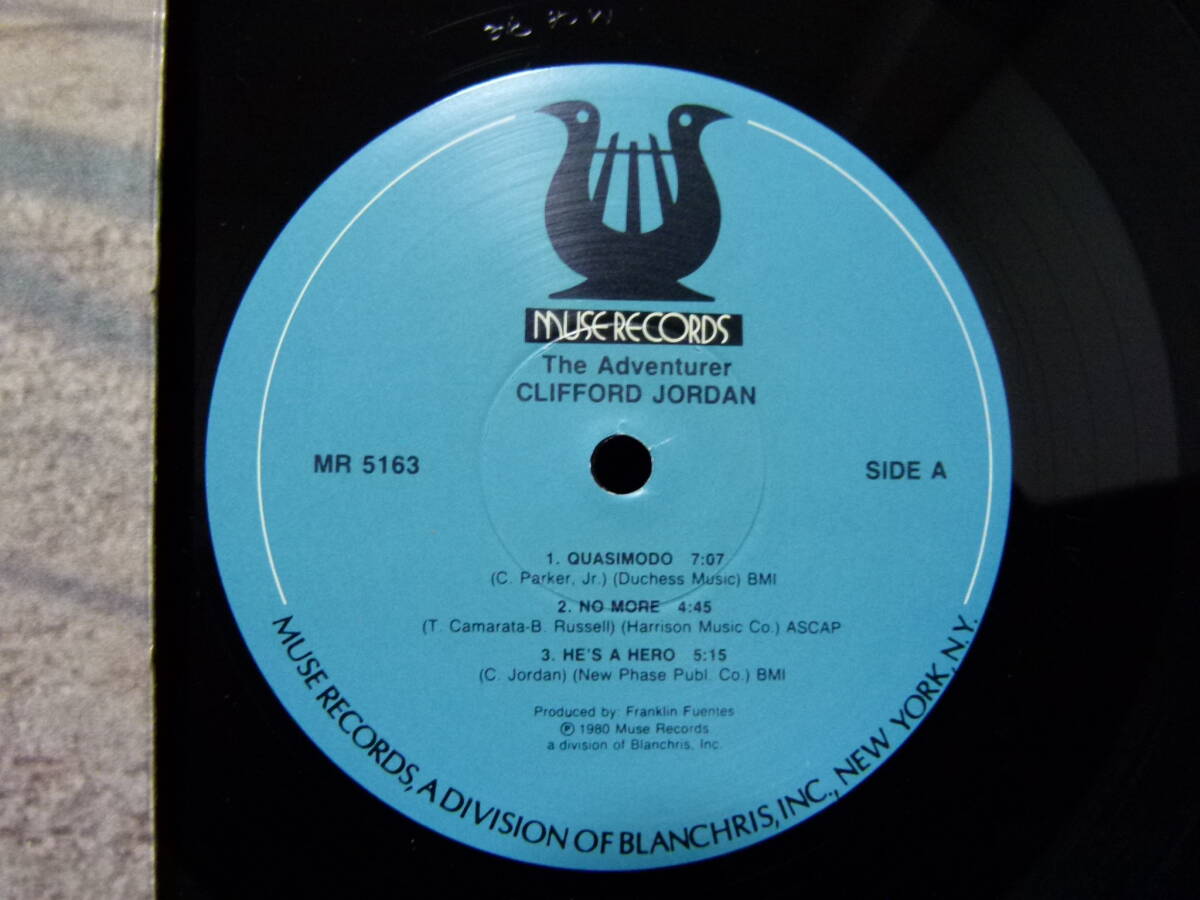 MUSE RECORDS
The Adventurer
CLIFFORD JORDAN
MR 5163
SIDE A
1. QUASIMODO 7:07
(C. Parker, Jr.) (Duchess Music) BMI
2. NO MORE 4:45
(T. Camarata-B. Russell) (Harrison Music Co.) ASCAP
3. HE'S A HERO 5:15
(C. Jordan) (New Phase Publ. Co.) BMI
Produced by: Franklin Fuentes
℗ 1980 Muse Records
a division of Blanchris, Inc.
MUSE RECORDS, A DIVISION OF BLANCHRIS, INC., NEW YORK, N.Y.